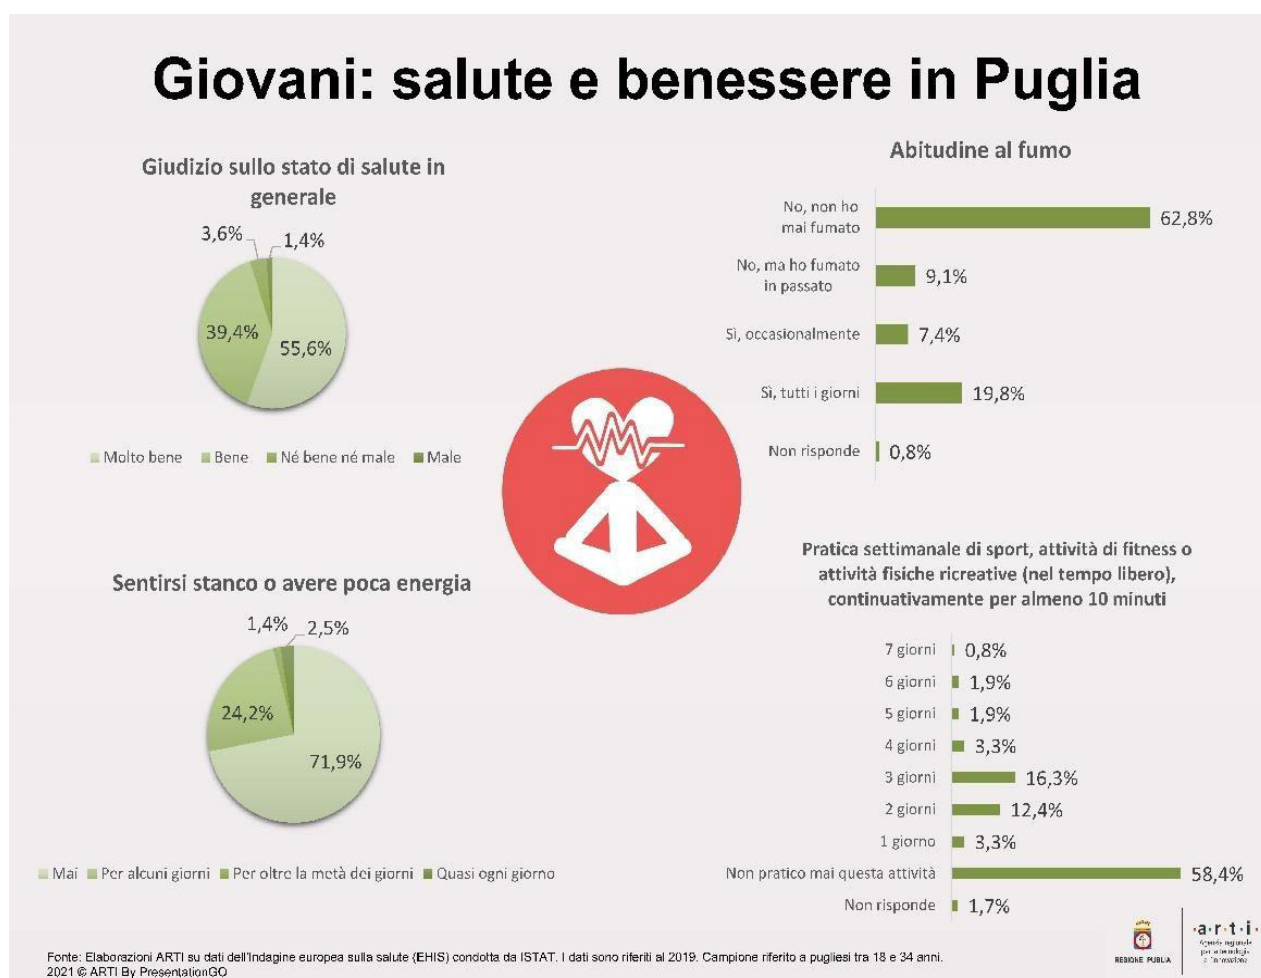 Giovani: salute e benessere in Puglia
Giudizio sullo stato di salute in
generale
3,6%
1,4%
39,4%
55,6%
Molto bene Bene Né bene né male Male
Sentirsi stanco o avere poca energia
1,4%
2,5%
24,2%
71,9%
Mai Per alcuni giorni Per oltre la metà dei giorni Quasi ogni giorno
Abitudine al fumo
No, non ho
mai fumato
62,8%
No, ma ho fumato
in passato
9,1%
Sì, occasionalmente 7,4%
Sì, tutti i giorni 19,8%
Non risponde 0,8%
Pratica settimanale di sport, attività di fitness o
attività fisiche ricreative (nel tempo libero),
continuativamente per almeno 10 minuti
7 giorni 0,8%
6 giorni 1,9%
5 giorni 1,9%
4 giorni 3,3%
3 giorni 16,3%
2 giorni 12,4%
1 giorno 3,3%
Non pratico mai questa attività 58,4%
Non risponde 1,7%
Fonte: Elaborazioni ARTI su dati dell'Indagine europea sulla salute (EHIS) condotta da ISTAT. I dati sono riferiti al 2019. Campione riferito a pugliesi tra 18 e 34 anni.
2021 © ARTI By PresentationGO
REGIONE PUGLIA
·a·r·t·i·
Agenzia regionale
per la tecnologia
e l'innovazione